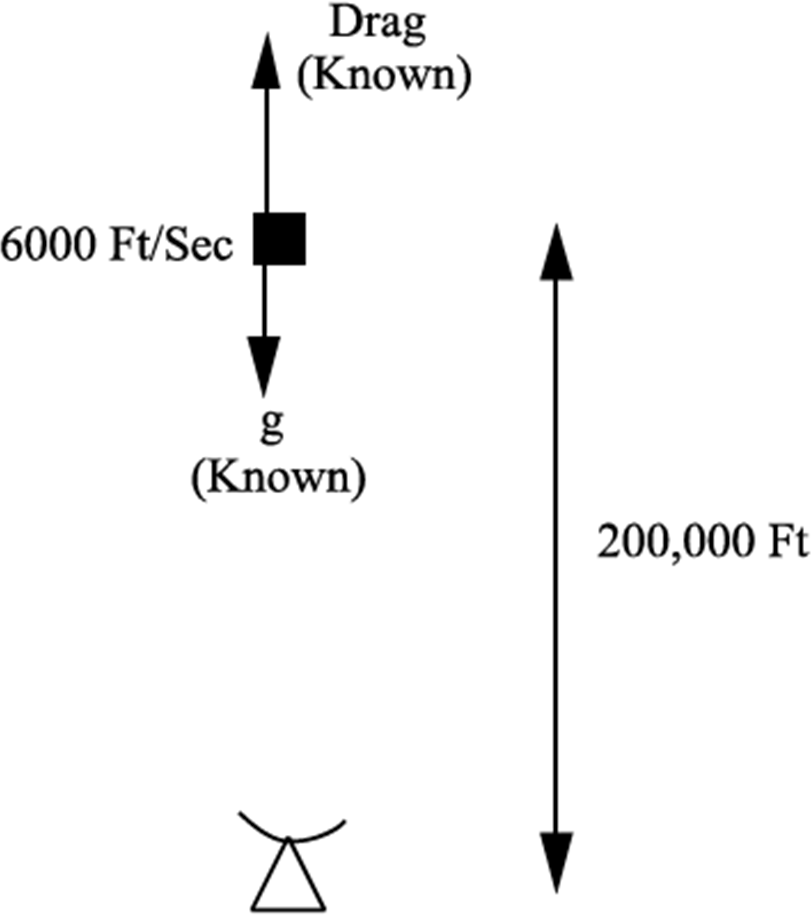 Drag
(Known)
6000 Ft/Sec
g
(Known)
200,000 Ft